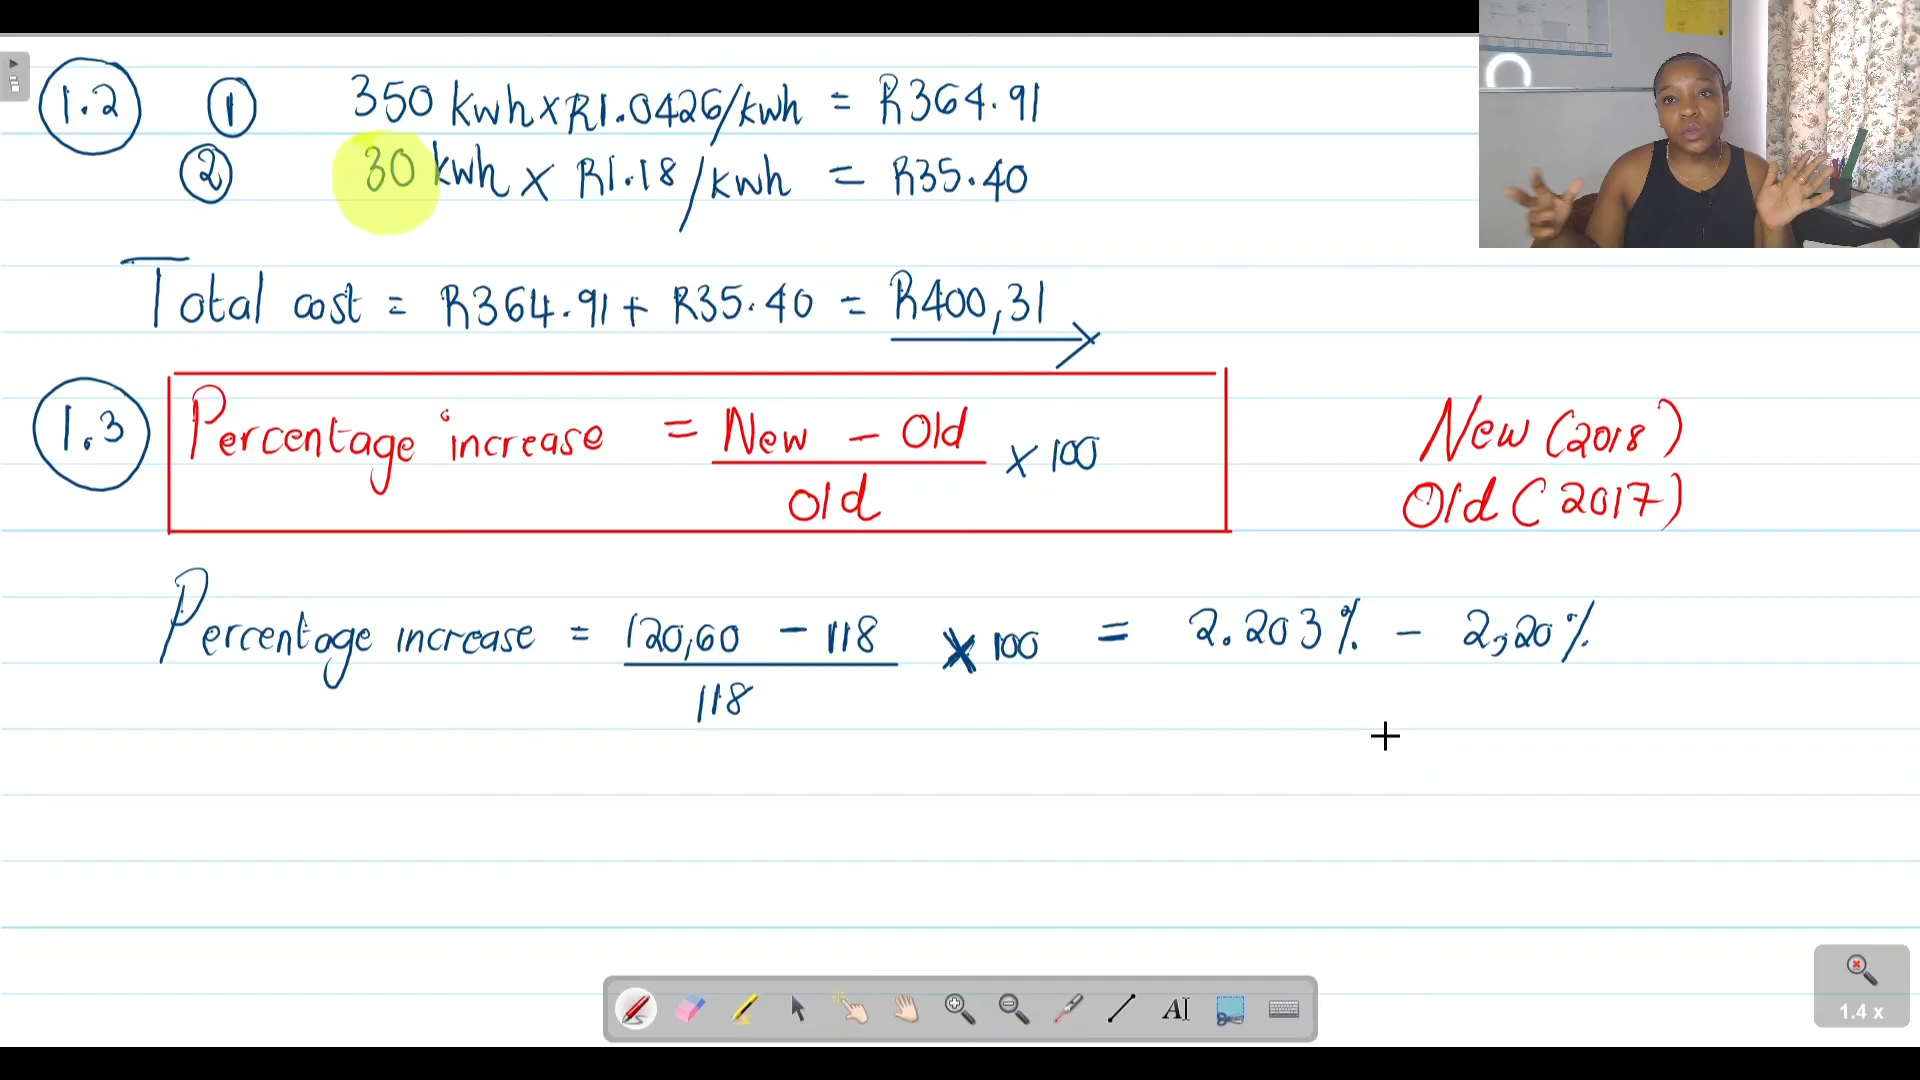 1.2 ① 350 kwh x R1.0426/kwh = R364.91
② 30 kwh x R1.18/kwh = R35.40
Total cost = R364.91 + R35.40 = R400,31
1.3 Percentage increase = New - Old / Old x 100
New (2018)
Old (2017)
Percentage increase = 120,60 - 118 / 118 x 100 = 2.203% - 2,20%
AI
1.4 x